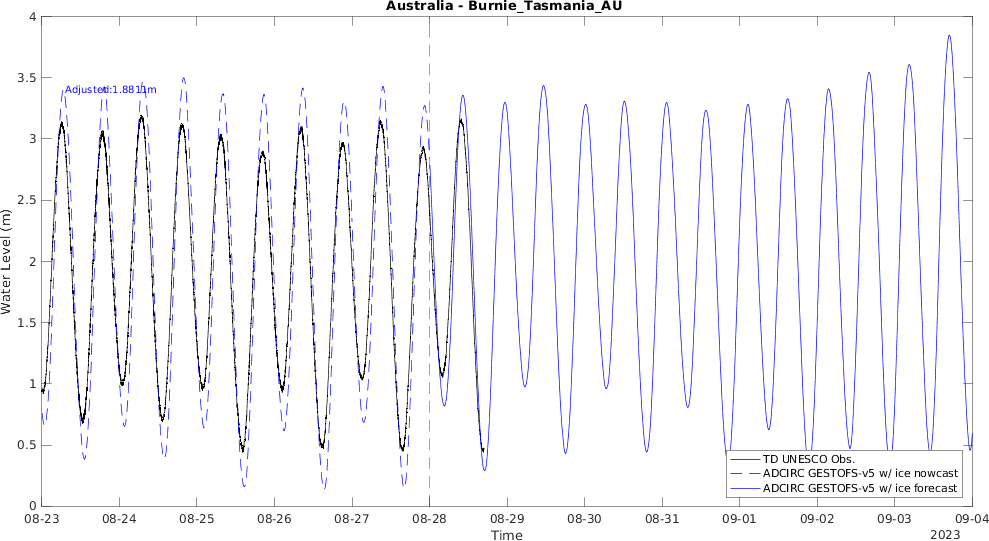 Australia - Burnie_Tasmania_AU
4
3.5
3
2.5
2
1.5
1
0.5
0
Water Level (m)
Adjusted:1.8811m
TD UNESCO Obs.
ADCIRC GESTOFS-v5 w/ ice nowcast
ADCIRC GESTOFS-v5 w/ ice forecast
08-23 08-24 08-25 08-26 08-27 08-28 08-29 08-30 08-31 09-01 09-02 09-03 09-04
Time
2023